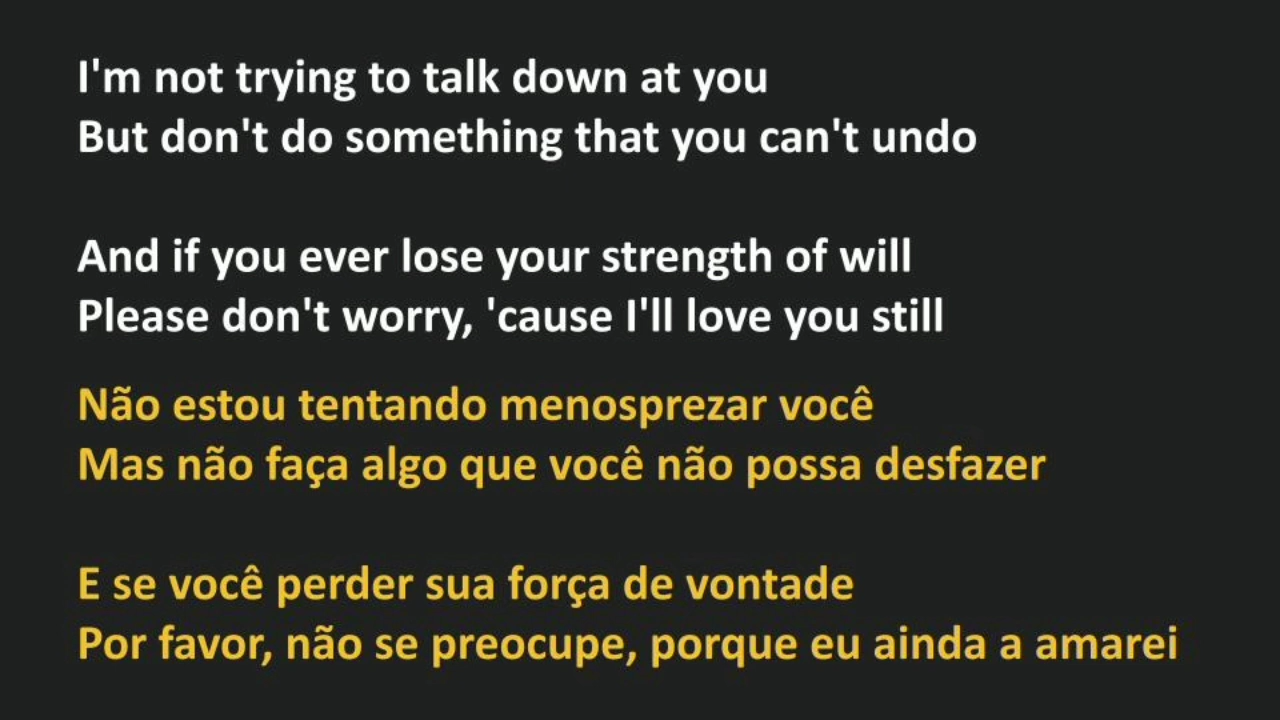 I'm not trying to talk down at you
But don't do something that you can't undo
And if you ever lose your strength of will
Please don't worry, 'cause I'll love you still
Não estou tentando menosprezar você
Mas não faça algo que você não possa desfazer
E se você perder sua força de vontade
Por favor, não se preocupe, porque eu ainda a amarei